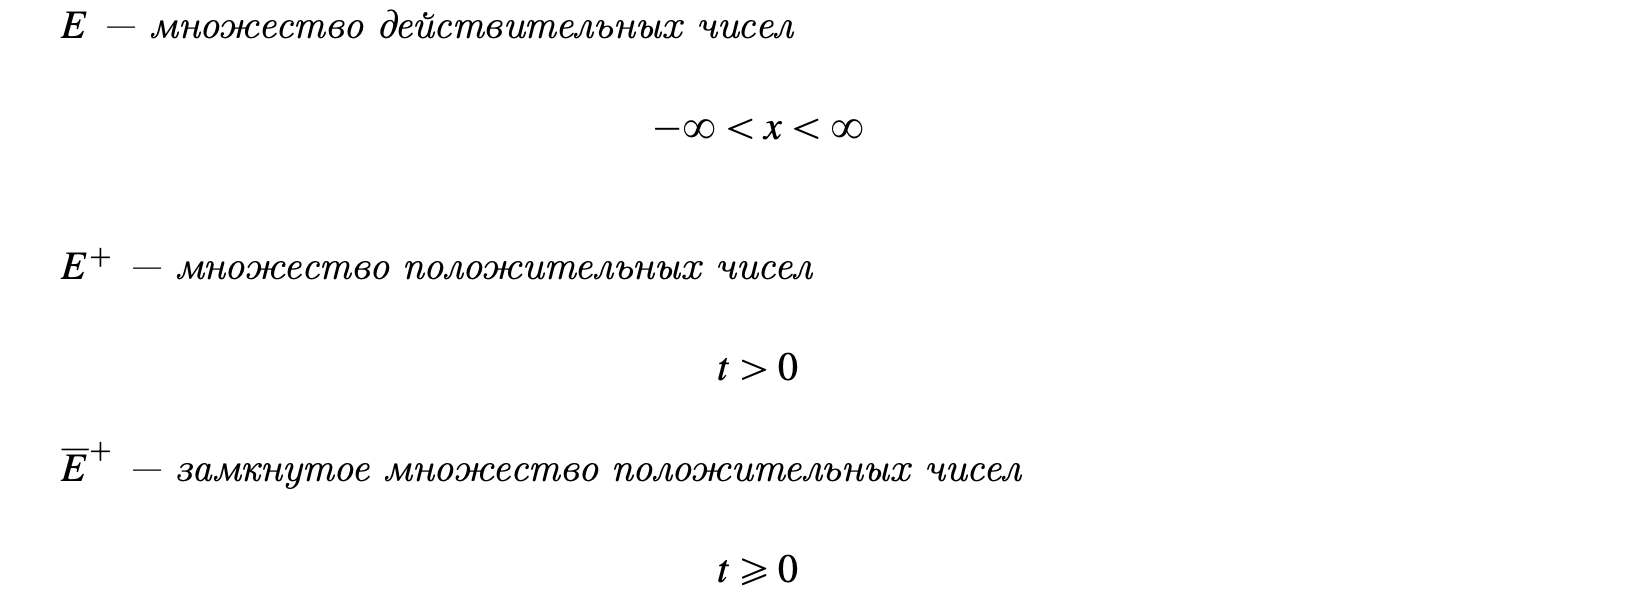 E — множество действительных чисел
−∞ < x < ∞
E⁺ — множество положительных чисел
t > 0
E̅⁺ — замкнутое множество положительных чисел
t ⩾ 0